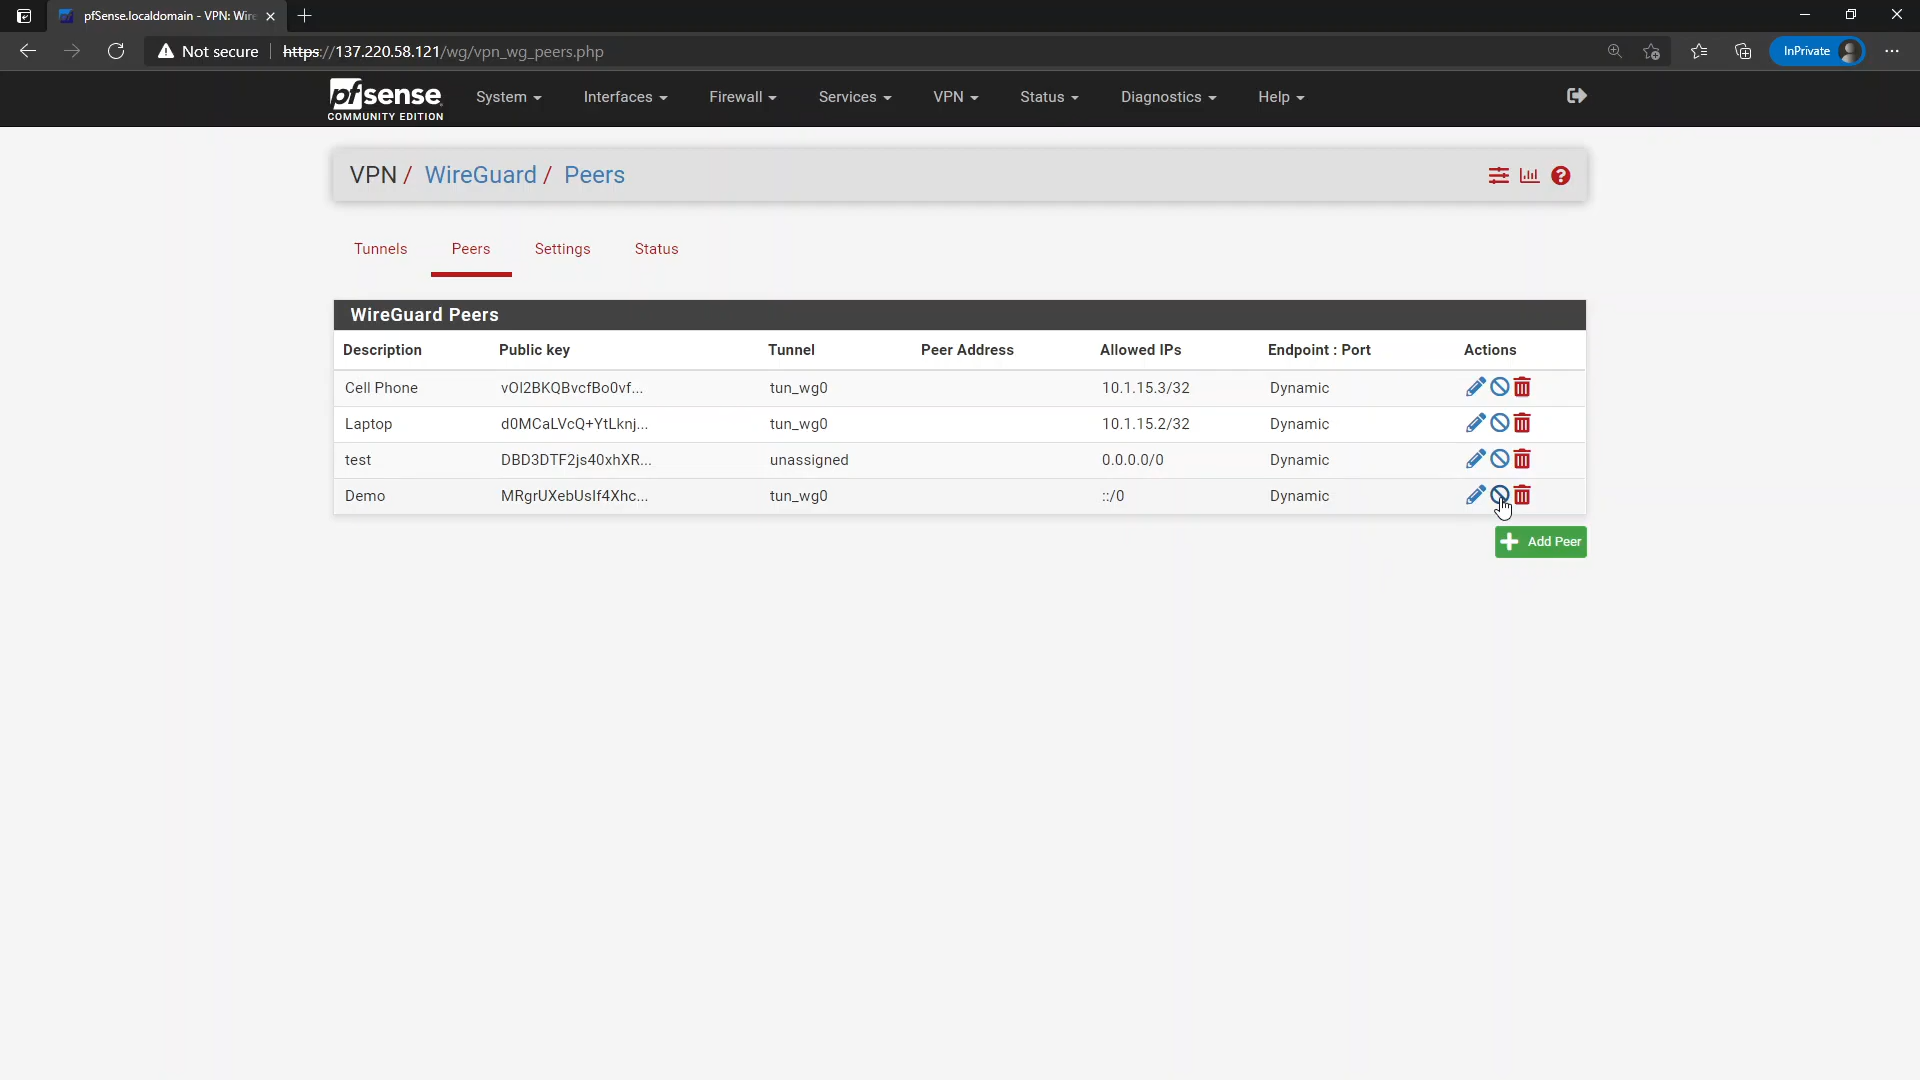 pfSense.localdomain - VPN: Wire
Not secure https://137.220.58.121/wg/vpn_wg_peers.php InPrivate
pfsense
COMMUNITY EDITION
System Interfaces Firewall Services VPN Status Diagnostics Help
VPN / WireGuard / Peers
Tunnels Peers Settings Status
WireGuard Peers
Description Public key Tunnel Peer Address Allowed IPs Endpoint : Port Actions
Cell Phone vOI2BKQBvcfBo0vf... tun_wg0 10.1.15.3/32 Dynamic
Laptop d0MCaLVcQ+YtLknj... tun_wg0 10.1.15.2/32 Dynamic
test DBD3DTF2js40xhXR... unassigned 0.0.0.0/0 Dynamic
Demo MRgrUXebUsIf4Xhc... tun_wg0 ::/0 Dynamic
Add Peer